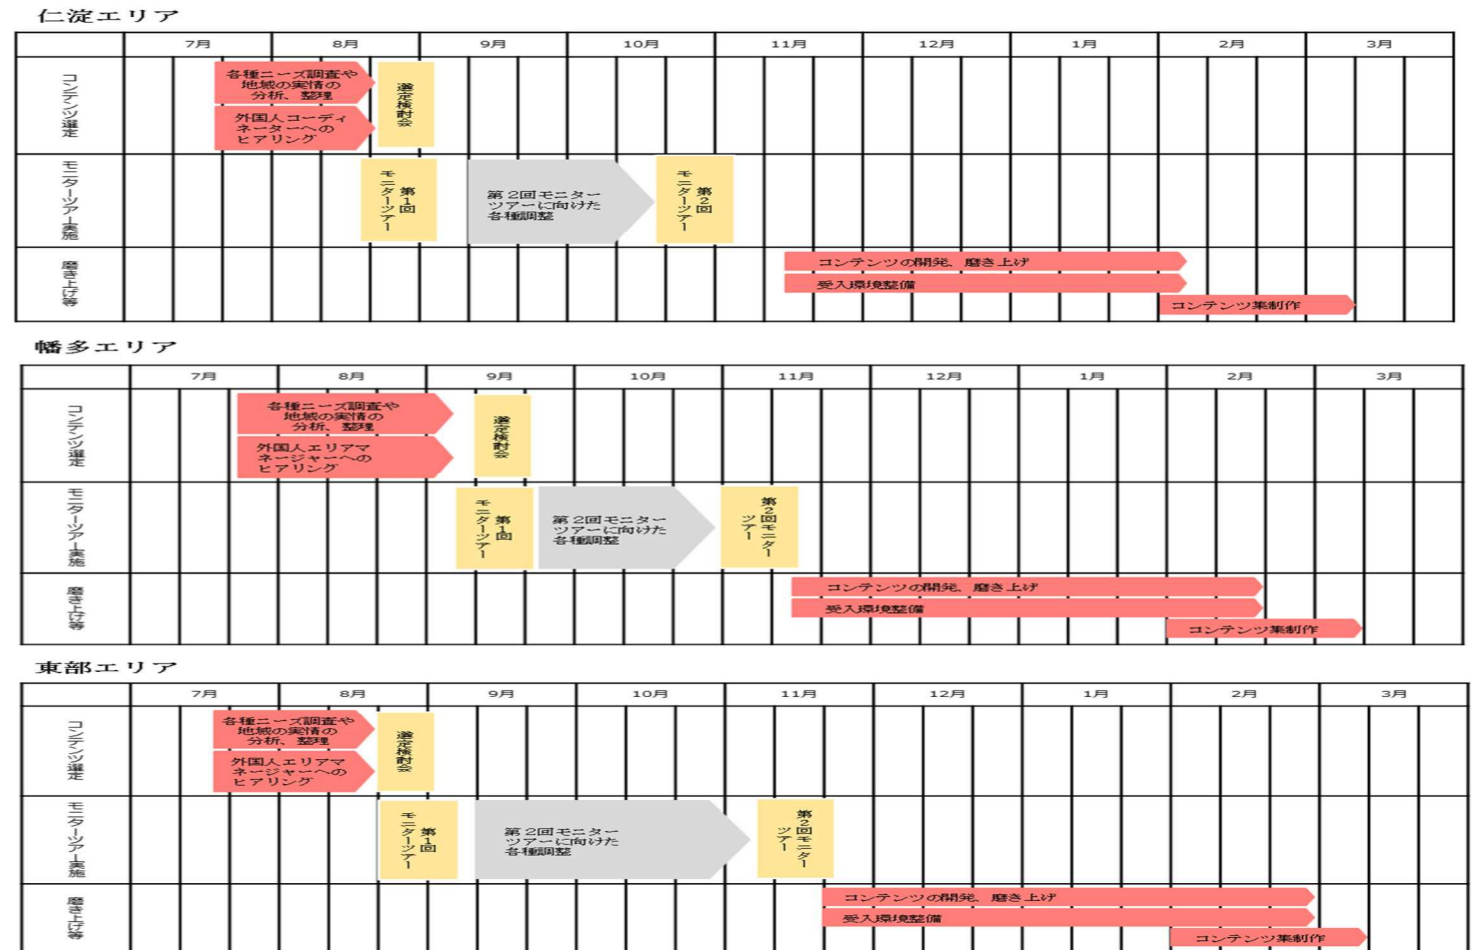 仁淀エリア
7月 8月 9月 10月 11月 12月 1月 2月 3月
コンテンツ選定
各種ニーズ調査や
地域の実情の
分析、整理
外国人コーディ
ネーターへの
ヒアリング
選定検討会
モニターツアー実施
第1回
モニターツアー
第2回モニター
ツアーに向けた
各種調整
第2回
モニターツアー
磨き上げ等
コンテンツの開発、磨き上げ
受入環境整備
コンテンツ集制作
幡多エリア
7月 8月 9月 10月 11月 12月 1月 2月 3月
コンテンツ選定
各種ニーズ調査や
地域の実情の
分析、整理
外国人エリアマ
ネージャーへの
ヒアリング
選定検討会
モニターツアー実施
第1回
モニターツアー
第2回モニター
ツアーに向けた
各種調整
第2回モニター
ツアー
磨き上げ等
コンテンツの開発、磨き上げ
受入環境整備
コンテンツ集制作
東部エリア
7月 8月 9月 10月 11月 12月 1月 2月 3月
コンテンツ選定
各種ニーズ調査や
地域の実情の
分析、整理
外国人エリアマ
ネージャーへの
ヒアリング
選定検討会
モニターツアー実施
第1回
モニターツアー
第2回モニター
ツアーに向けた
各種調整
第2回モニター
ツアー
磨き上げ等
コンテンツの開発、磨き上げ
受入環境整備
コンテンツ集制作